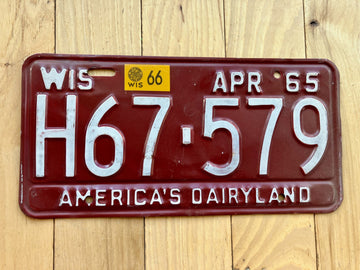 WIS 66 APR 65
WIS
H67-579
AMERICA'S DAIRYLAND